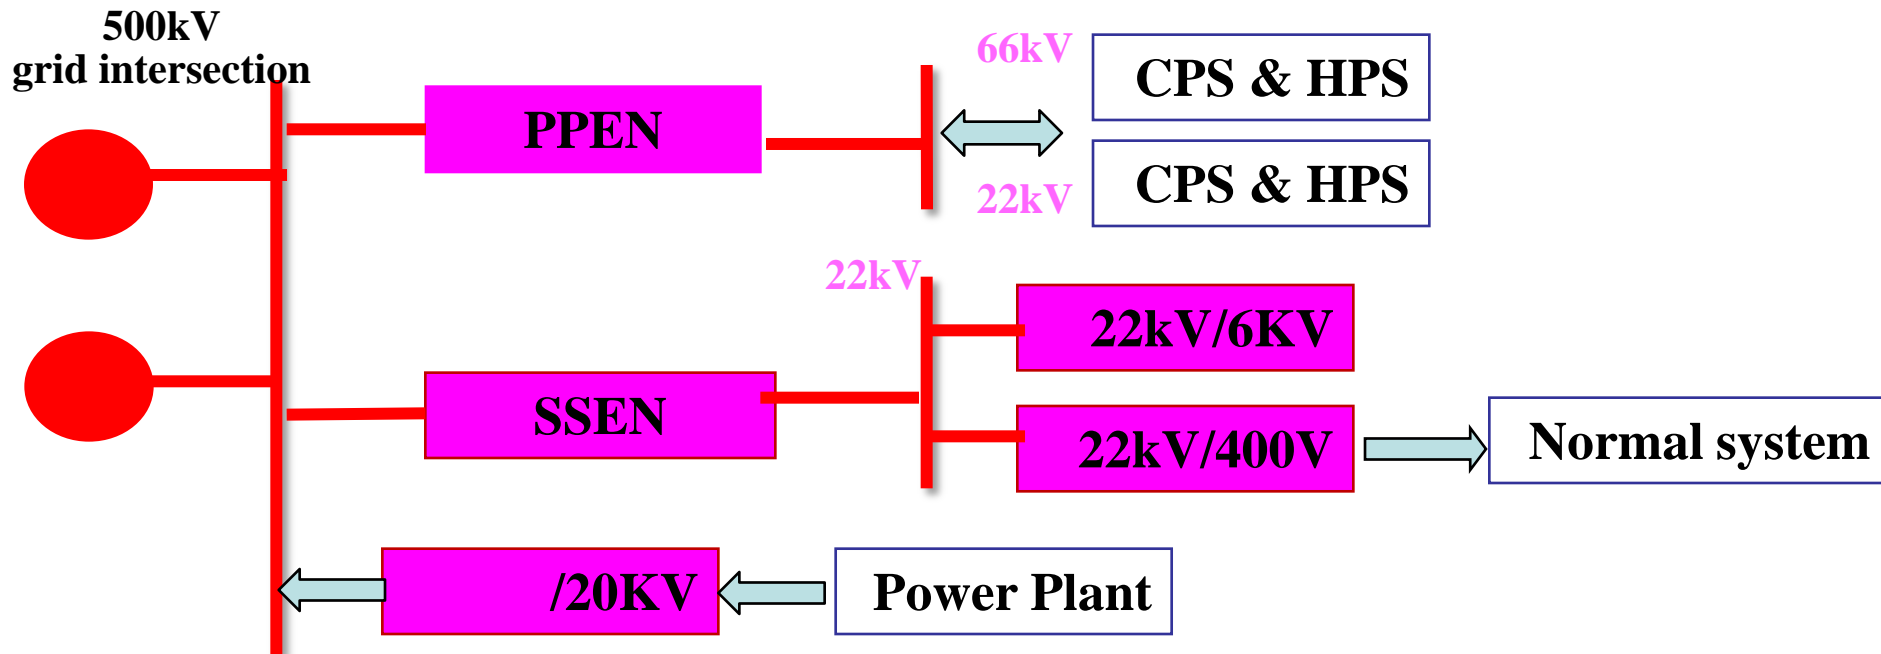 500kV
grid intersection
PPEN
66kV
CPS & HPS
22kV
CPS & HPS
22kV
22kV/6KV
SSEN
22kV/400V
Normal system
/20KV
Power Plant